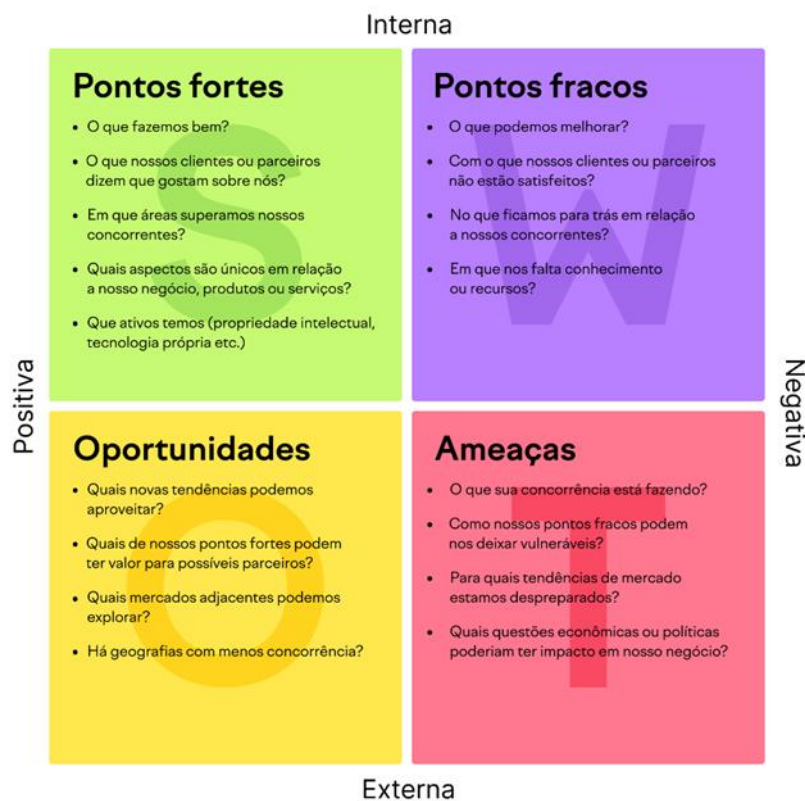 Interna
Pontos fortes
• O que fazemos bem?
• O que nossos clientes ou parceiros
dizem que gostam sobre nós?
• Em que áreas superamos nossos
concorrentes?
• Quais aspectos são únicos em relação
a nosso negócio, produtos ou serviços?
• Que ativos temos (propriedade intelectual,
tecnologia própria etc.)
S
Pontos fracos
• O que podemos melhorar?
• Com o que nossos clientes ou parceiros
não estão satisfeitos?
• No que ficamos para trás em relação
a nossos concorrentes?
• Em que nos falta conhecimento
ou recursos?
W
Positiva
Negativa
Oportunidades
• Quais novas tendências podemos
aproveitar?
• Quais de nossos pontos fortes podem
ter valor para possíveis parceiros?
• Quais mercados adjacentes podemos
explorar?
• Há geografias com menos concorrência?
O
Ameaças
• O que sua concorrência está fazendo?
• Como nossos pontos fracos podem
nos deixar vulneráveis?
• Para quais tendências de mercado
estamos despreparados?
• Quais questões econômicas ou políticas
poderiam ter impacto em nosso negócio?
T
Externa